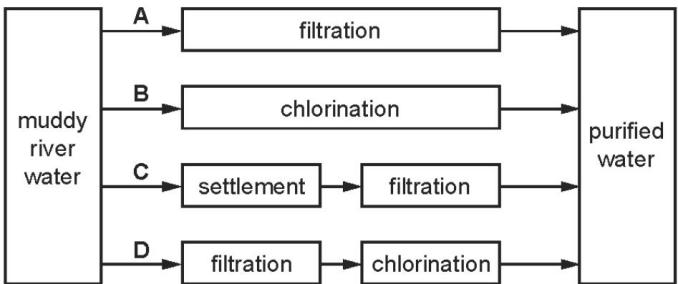 muddy
river
water
A
filtration
B
chlorination
C
settlement
filtration
D
filtration
chlorination
purified
water